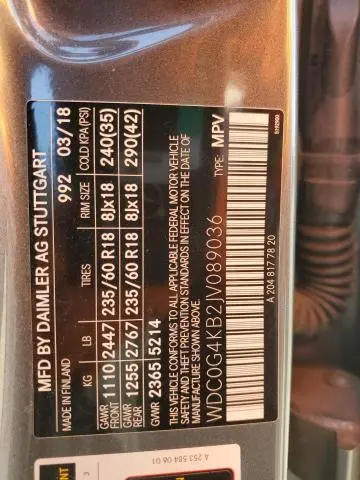 MFD BY DAIMLER AG STUTTGART
MADE IN FINLAND 992 03/18
KG LB TIRES RIM SIZE COLD KPA(PSI)
GAWR FRONT 1110 2447 235/60 R18 8Jx18 240(35)
GAWR REAR 1255 2767 235/60 R18 8Jx18 290(42)
GVWR 2365 5214
THIS VEHICLE CONFORMS TO ALL APPLICABLE FEDERAL MOTOR VEHICLE
SAFETY AND THEFT PREVENTION STANDARDS IN EFFECT ON THE DATE OF
MANUFACTURE SHOWN ABOVE.
TYPE: MPV
WDC0G4KB2JV089036
A 204 817 78 20
A 253 584 06 01
3